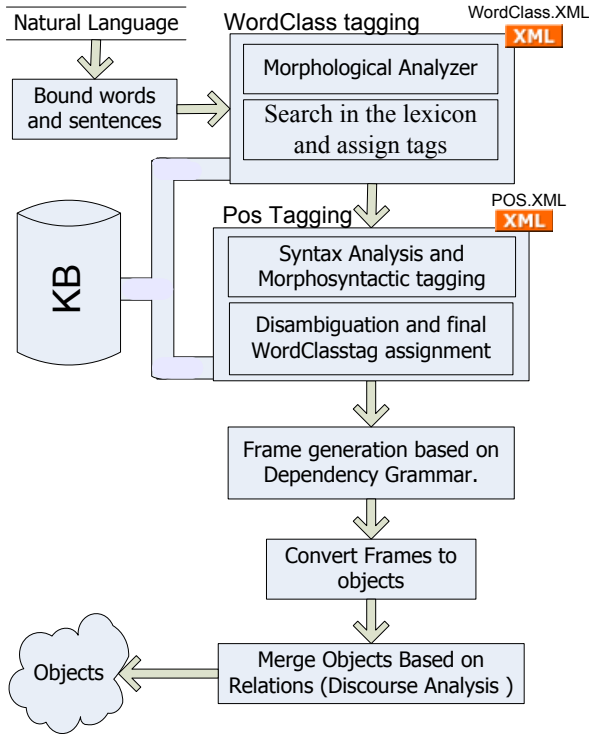 Natural Language
WordClass tagging
WordClass.XML
XML
Bound words
and sentences
Morphological Analyzer
Search in the lexicon
and assign tags
KB
Pos Tagging
POS.XML
XML
Syntax Analysis and
Morphosyntactic tagging
Disambiguation and final
WordClasstag assignment
Frame generation based on
Dependency Grammar.
Convert Frames to
objects
Merge Objects Based on
Relations (Discourse Analysis )
Objects